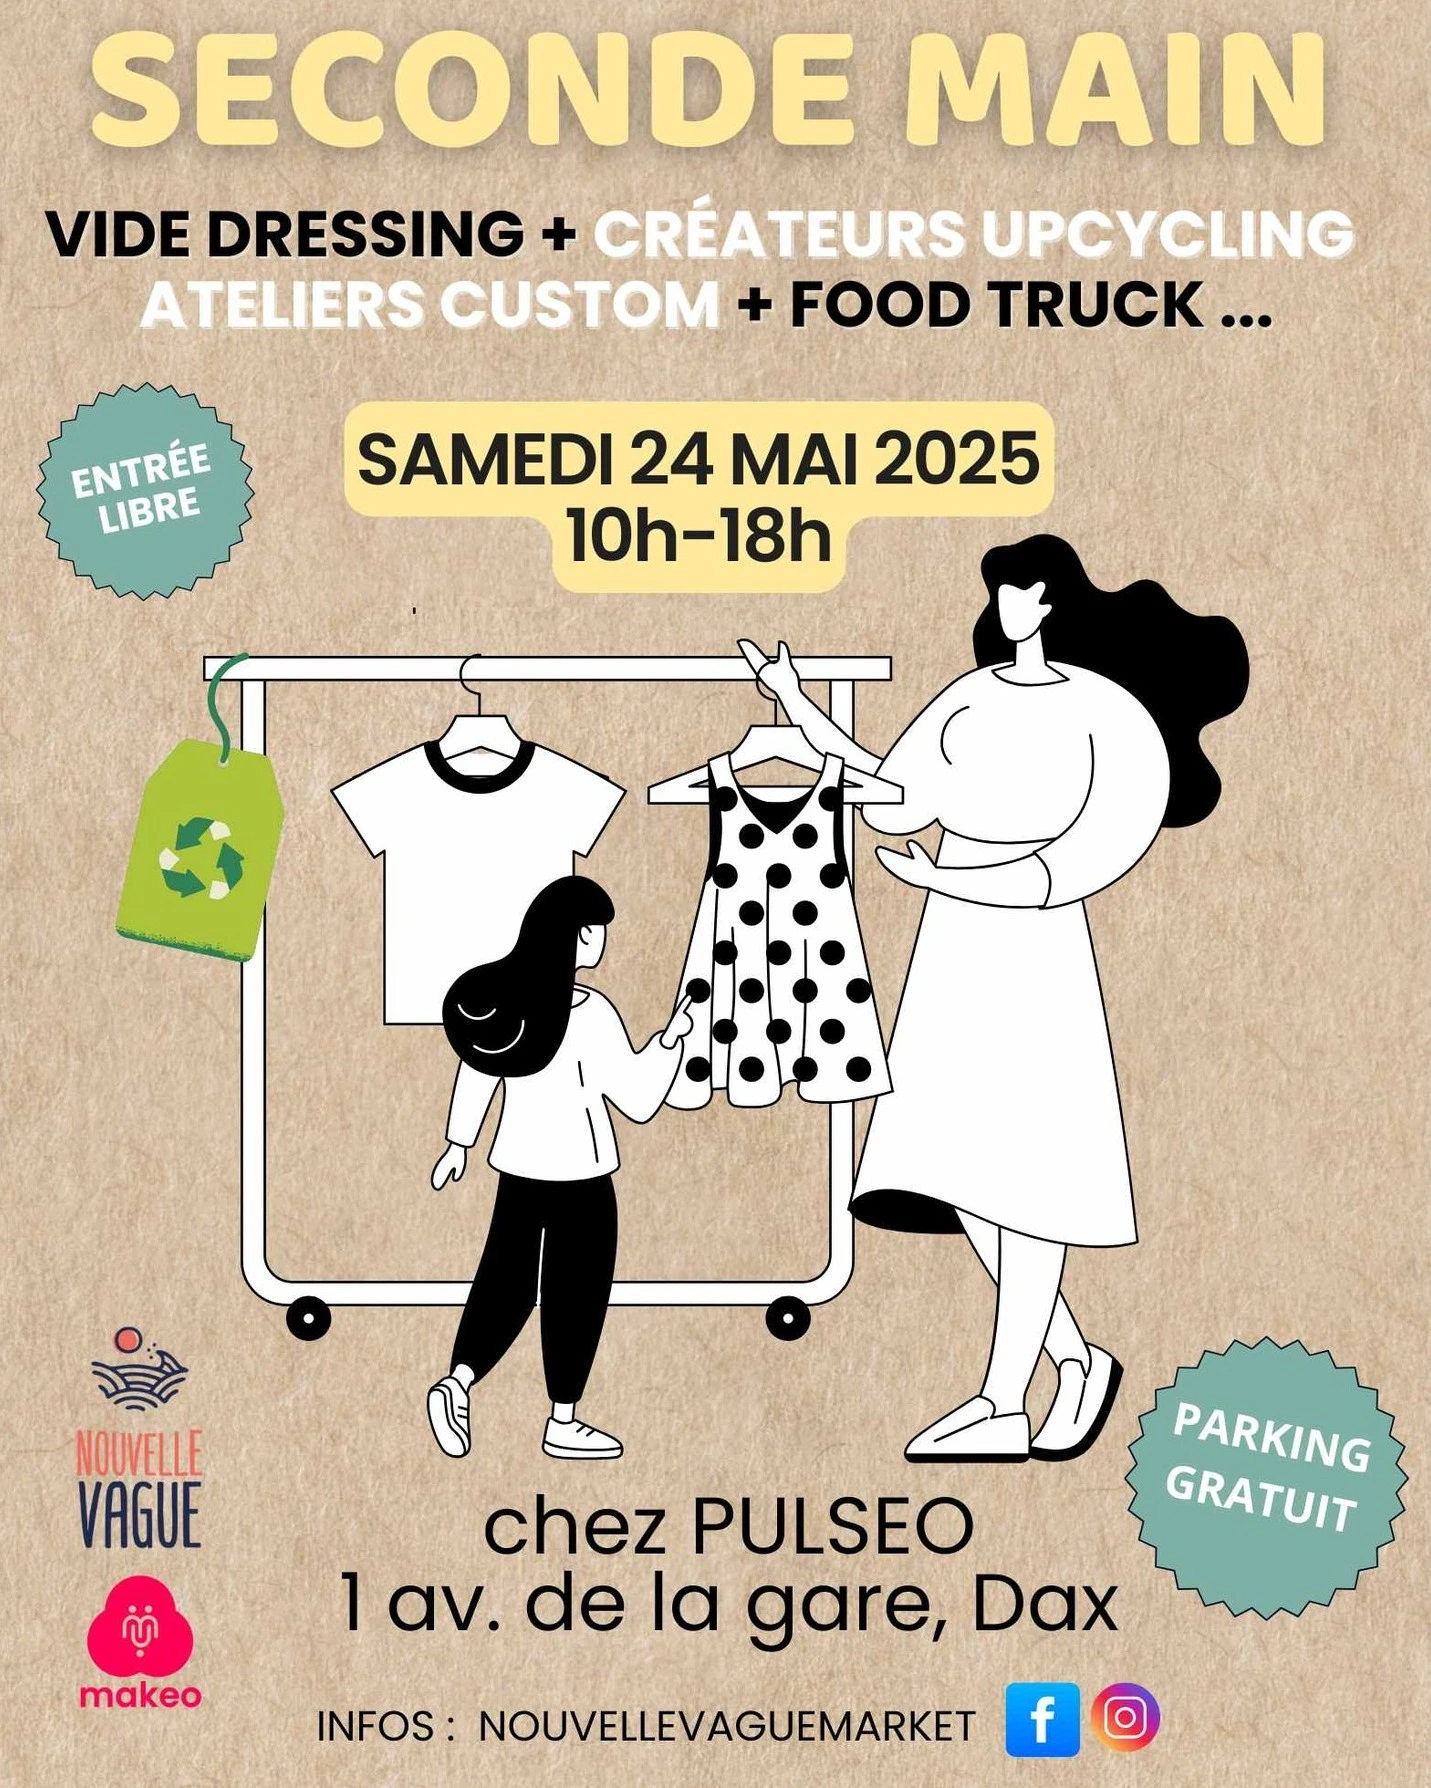 SECONDE MAIN
VIDE DRESSING + CRÉATEURS UPCYCLING
ATELIERS CUSTOM + FOOD TRUCK ...
ENTRÉE
LIBRE
SAMEDI 24 MAI 2025
10h-18h
NOUVELLE
VAGUE
makeo
PARKING
GRATUIT
chez PULSEO
1 av. de la gare, Dax
INFOS : NOUVELLEVAGUEMARKET